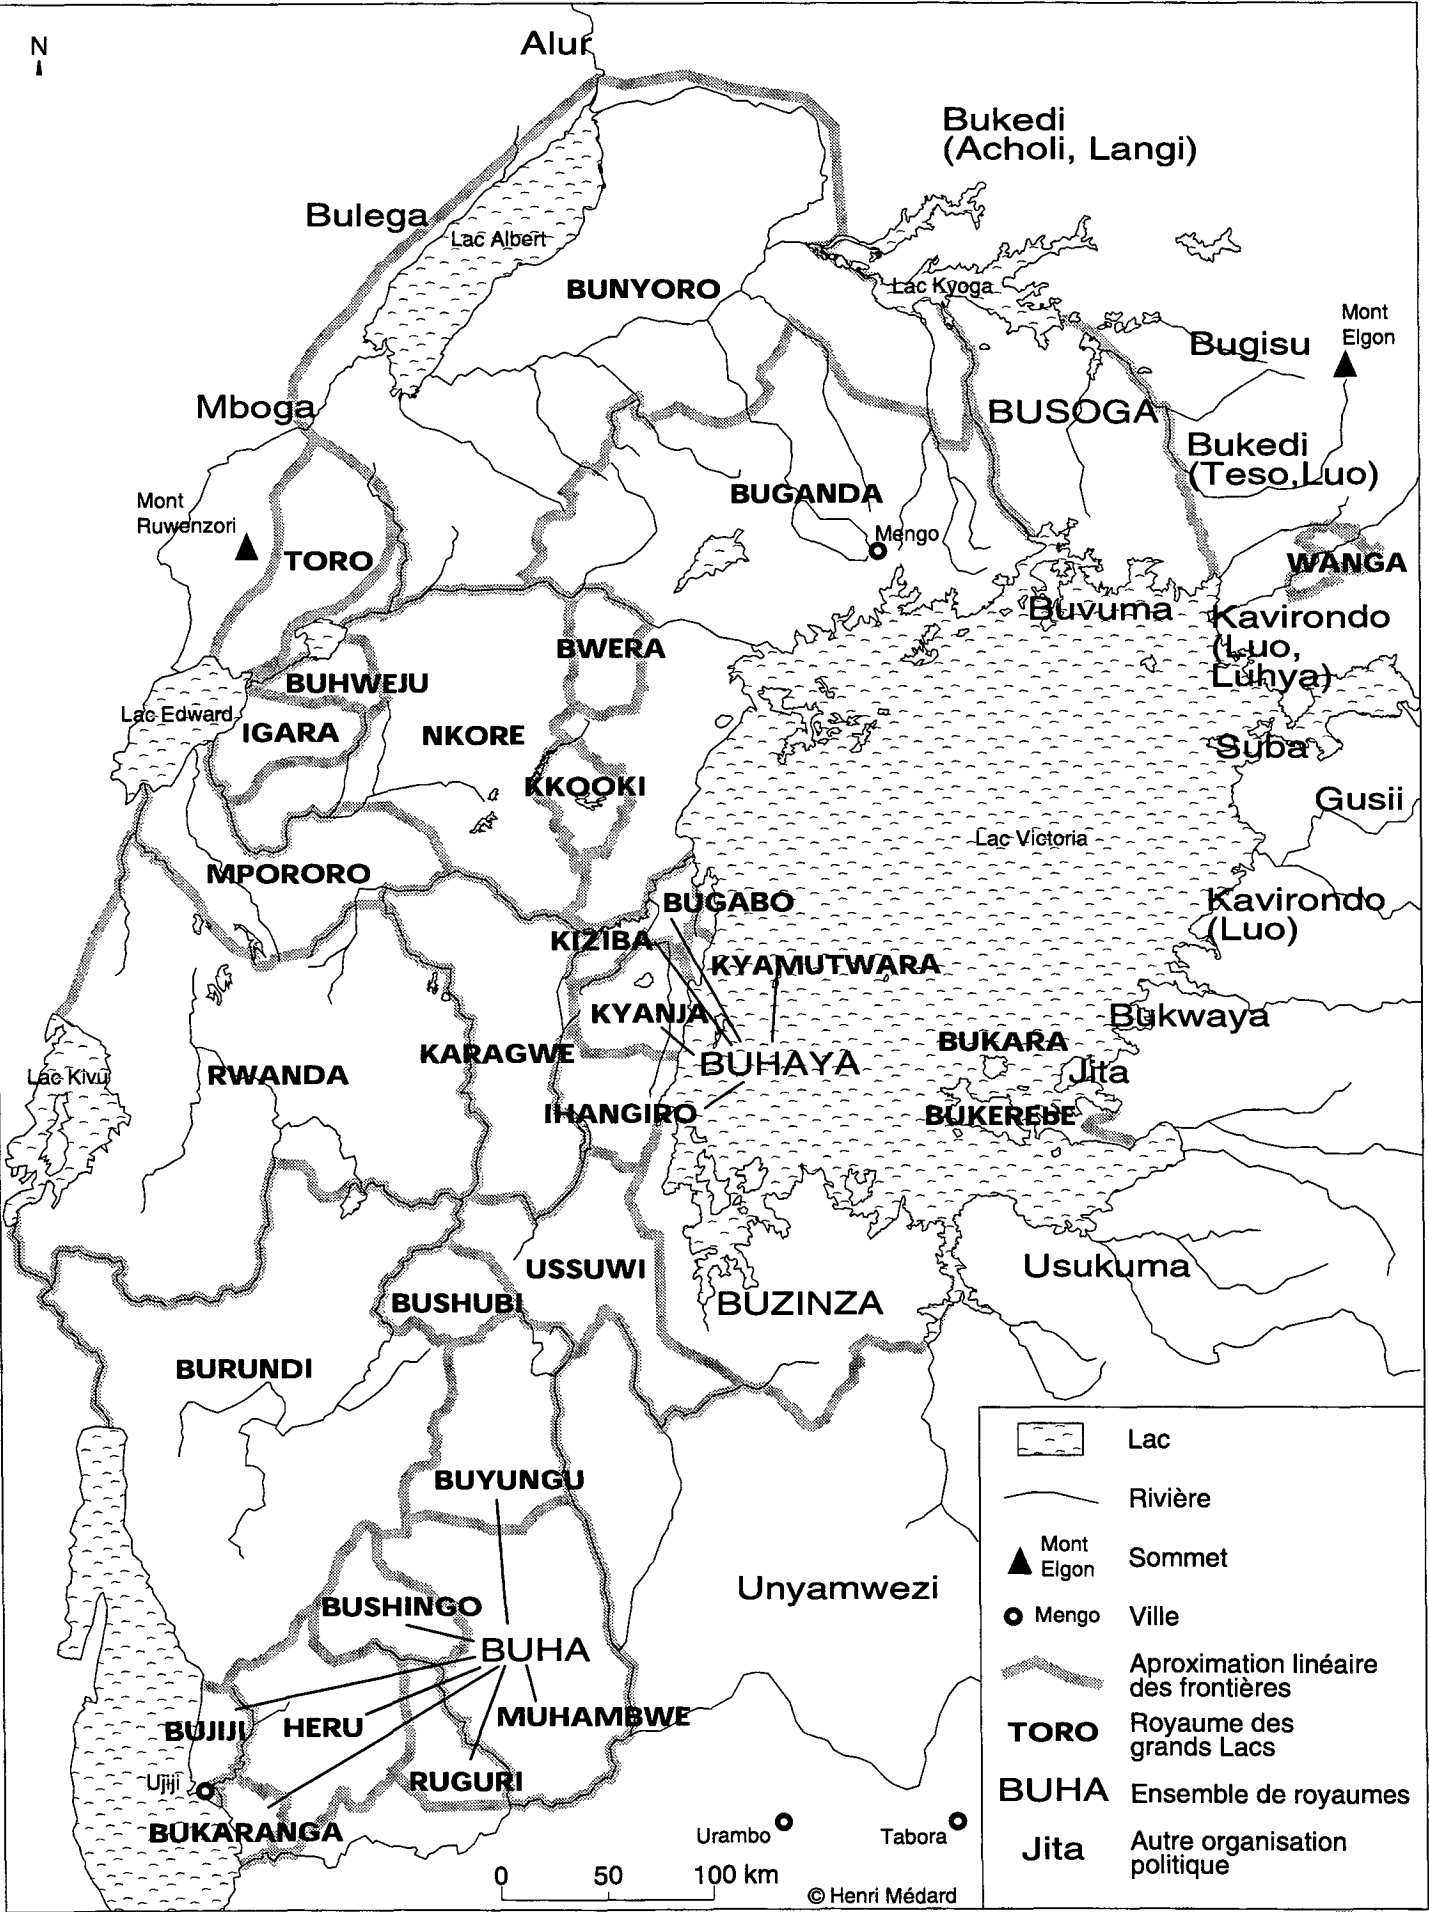 N
Alur
Bukedi
(Acholi, Langi)
Bulega
Lac Albert
BUNYORO
Lac Kyoga
Mont
Elgon
Bugisu
Mboga
BUSOGA
Bukedi
(Teso,Luo)
BUGANDA
Mont
Ruwenzori
Mengo
TORO
WANGA
Buvuma
Kavirondo
(Luo,
Luhya)
BWERA
BUHWEJU
Lac Edward
IGARA
NKORE
Suba
KKOOKI
Gusii
Lac Victoria
MPORORO
BUGABO
Kavirondo
(Luo)
KIZIBA
KYAMUTWARA
KYANJA
Bukwaya
BUKARA
KARAGWE
BUHAYA
Jita
Lac Kivu
RWANDA
IHANGIRO
BUKEREBE
USSUWI
Usukuma
BUSHUBI
BUZINZA
BURUNDI
BUYUNGU
Unyamwezi
BUSHINGO
BUHA
MUHAMBWE
BUJIJI
HERU
Ujiji
RUGURI
BUKARANGA
Urambo
Tabora
0 50 100 km
© Henri Médard
Lac
Rivière
Mont
Elgon
Sommet
Mengo
Ville
Aproximation linéaire
des frontières
TORO
Royaume des
grands Lacs
BUHA
Ensemble de royaumes
Jita
Autre organisation
politique